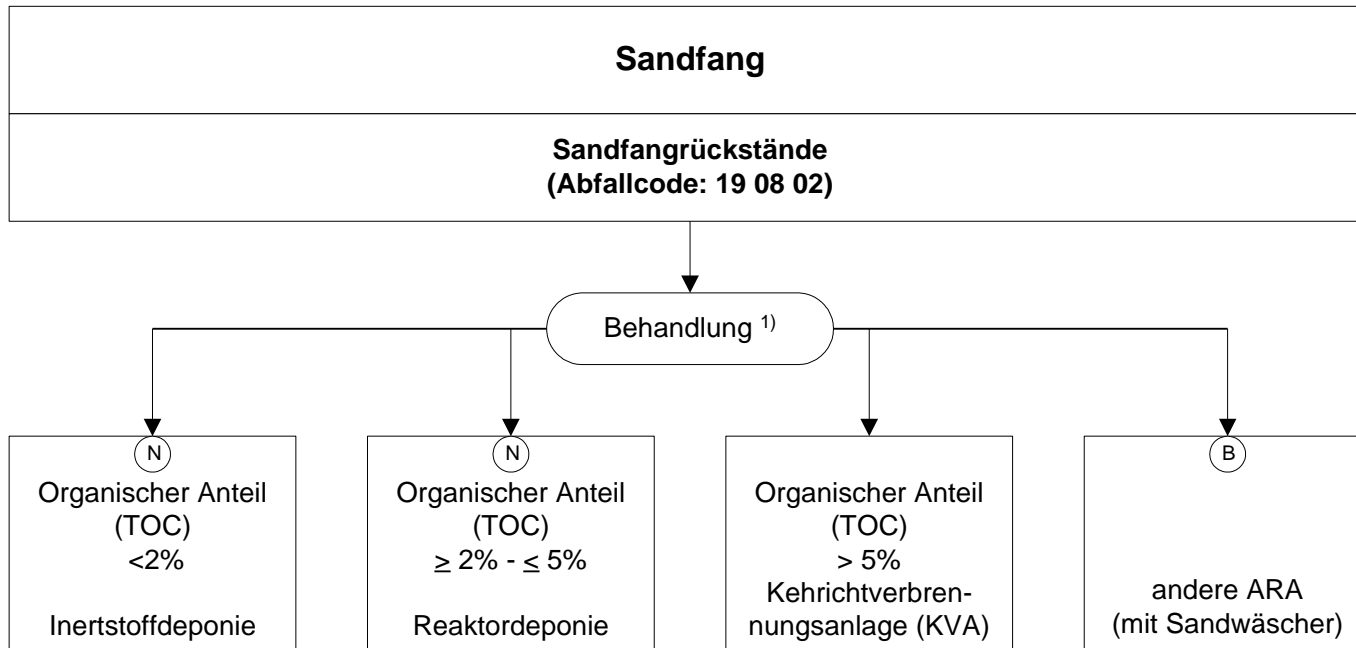 Sandfang
Sandfangrückstände
(Abfallcode: 19 08 02)
Behandlung 1)
N
Organischer Anteil
(TOC)
<2%
Inertstoffdeponie
N
Organischer Anteil
(TOC)
≥ 2% - ≤ 5%
Reaktordeponie
Organischer Anteil
(TOC)
> 5%
Kehrichtverbren-
nungsanlage (KVA)
B
andere ARA
(mit Sandwäscher)